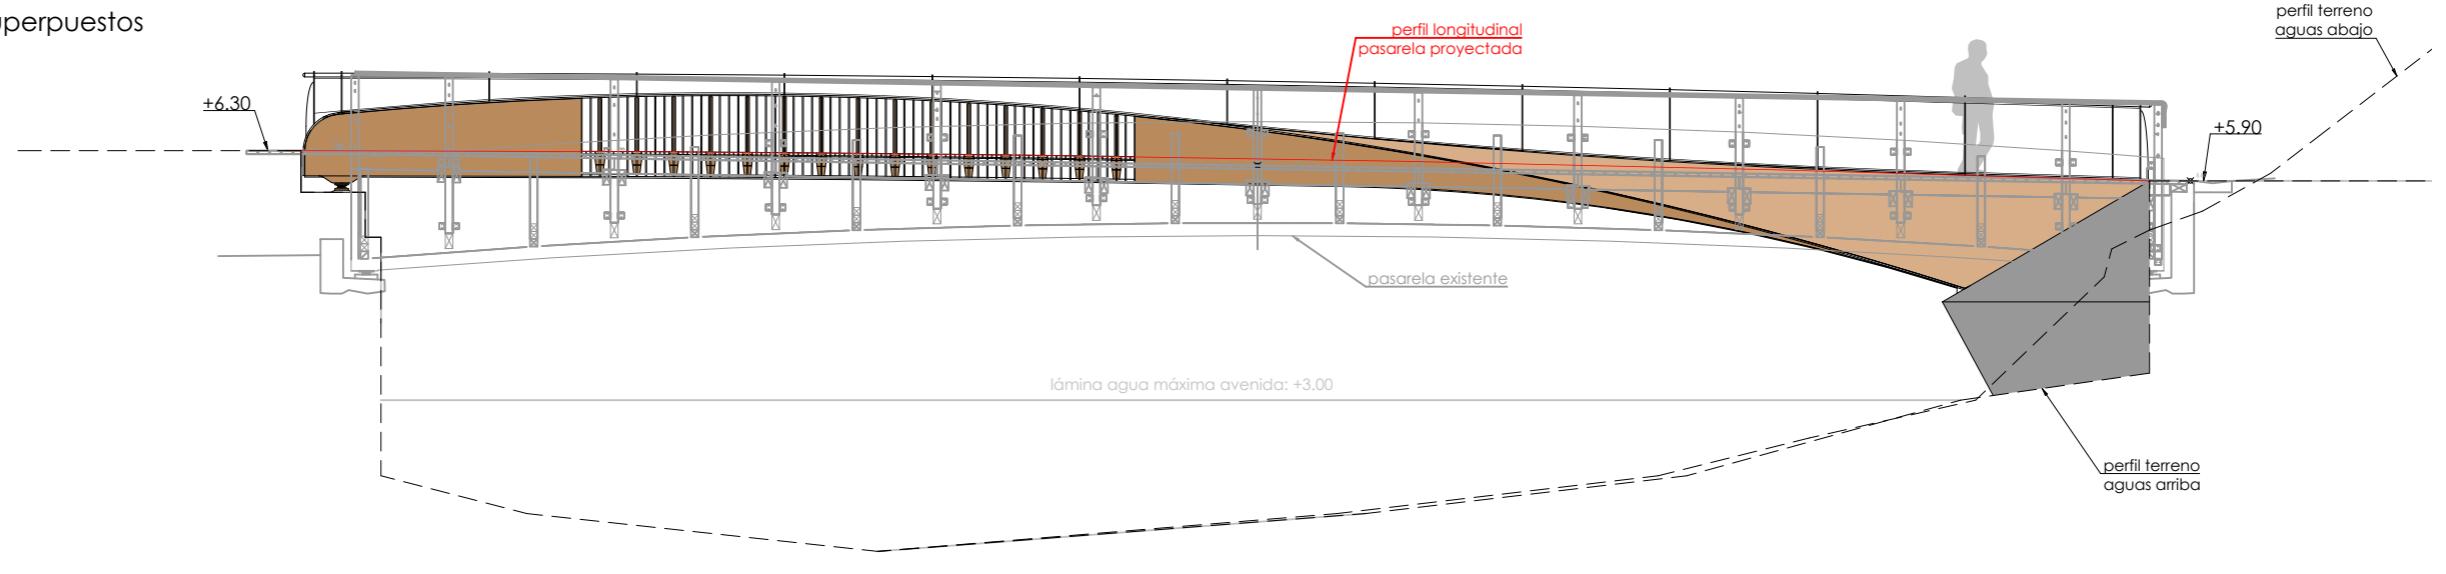 uperpuestos
perfil longitudinal
pasarela proyectada
perfil terreno
aguas abajo
+6.30
+5.90
pasarela existente
lámina agua máxima avenida: +3.00
perfil terreno
aguas arriba